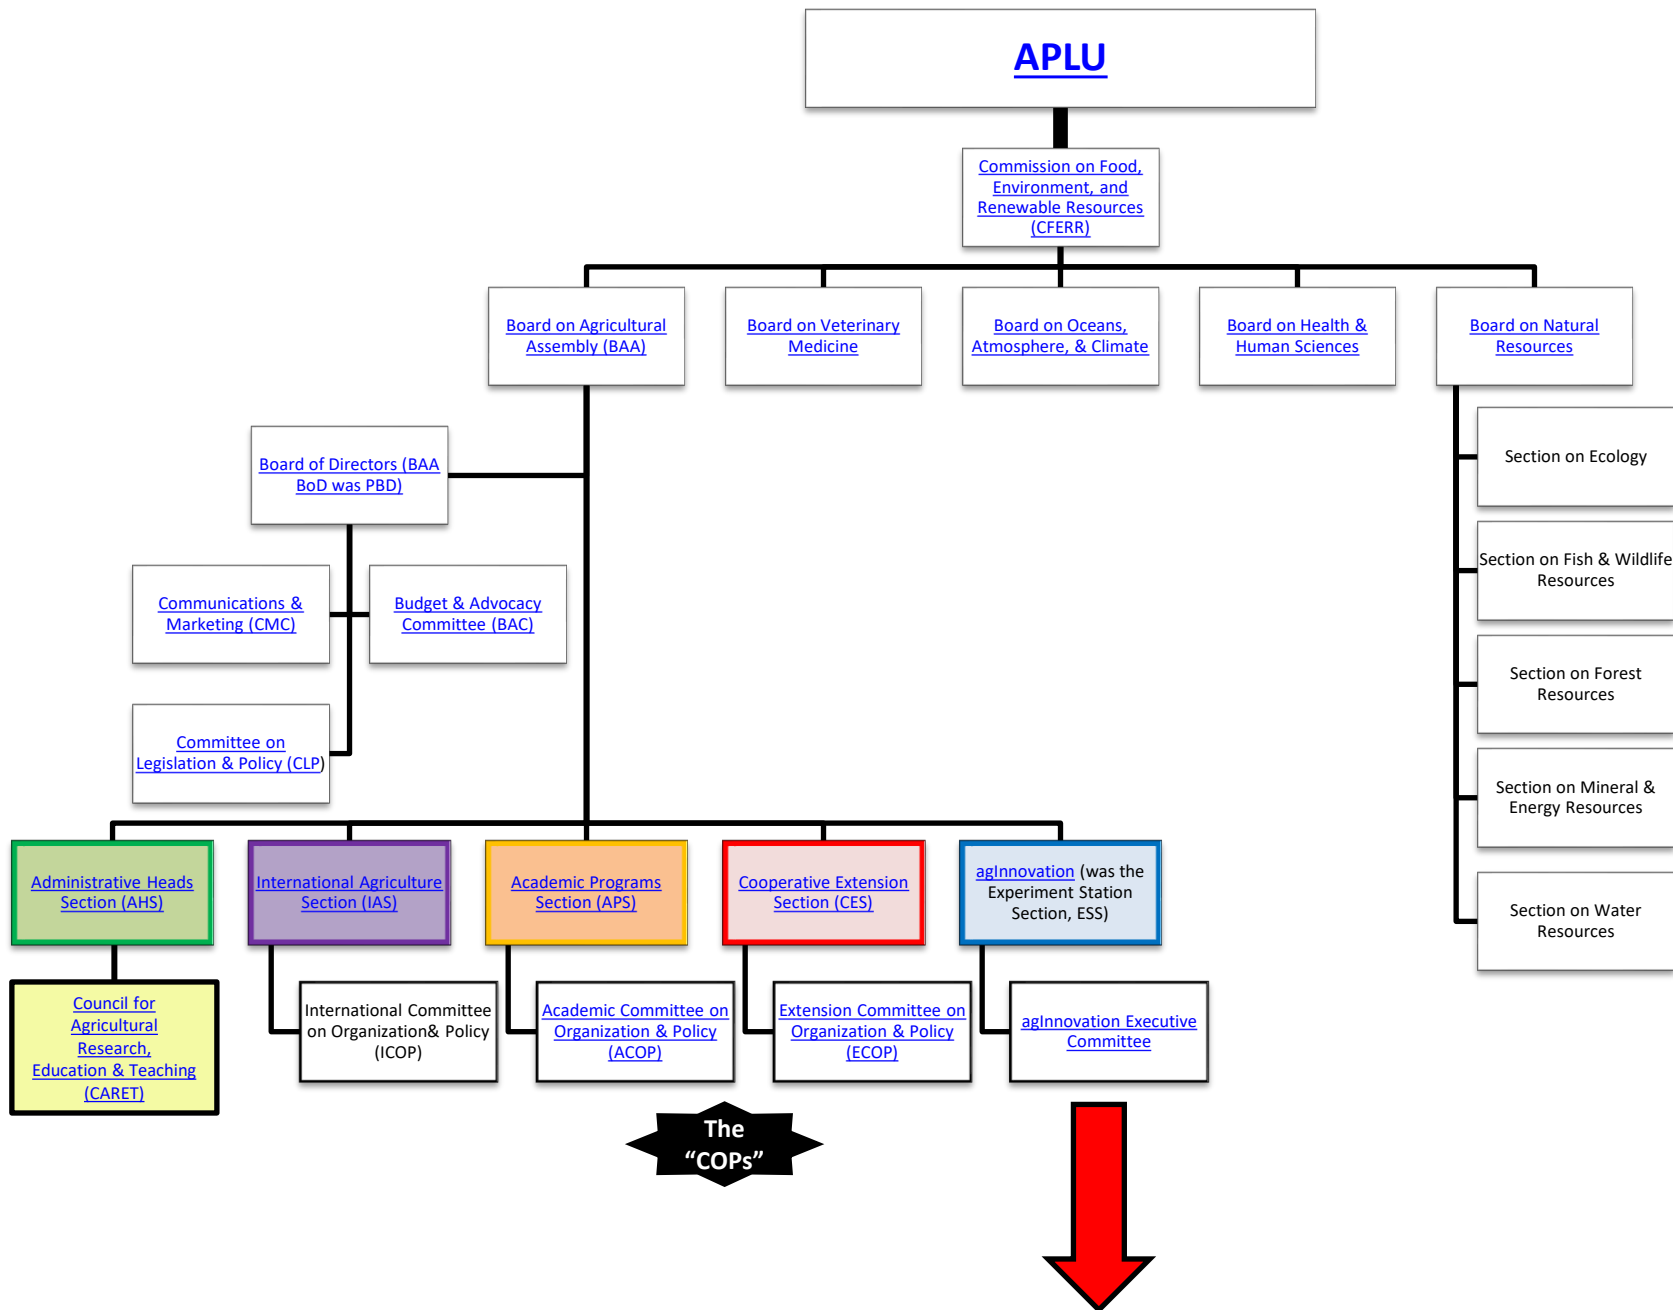 APLU
Commission on Food,
Environment, and
Renewable Resources
(CFERR)
Board on Agricultural
Assembly (BAA)
Board on Veterinary
Medicine
Board on Oceans,
Atmosphere, & Climate
Board on Health &
Human Sciences
Board on Natural
Resources
Board of Directors (BAA
BoD was PBD)
Communications &
Marketing (CMC)
Budget & Advocacy
Committee (BAC)
Committee on
Legislation & Policy (CLP)
Section on Ecology
Section on Fish & Wildlife
Resources
Section on Forest
Resources
Section on Mineral &
Energy Resources
Section on Water
Resources
Administrative Heads
Section (AHS)
International Agriculture
Section (IAS)
Academic Programs
Section (APS)
Cooperative Extension
Section (CES)
agInnovation (was the
Experiment Station
Section, ESS)
Council for
Agricultural
Research,
Education & Teaching
(CARET)
International Committee
on Organization& Policy
(ICOP)
Academic Committee on
Organization & Policy
(ACOP)
Extension Committee on
Organization & Policy
(ECOP)
agInnovation Executive
Committee
The
“COPs”